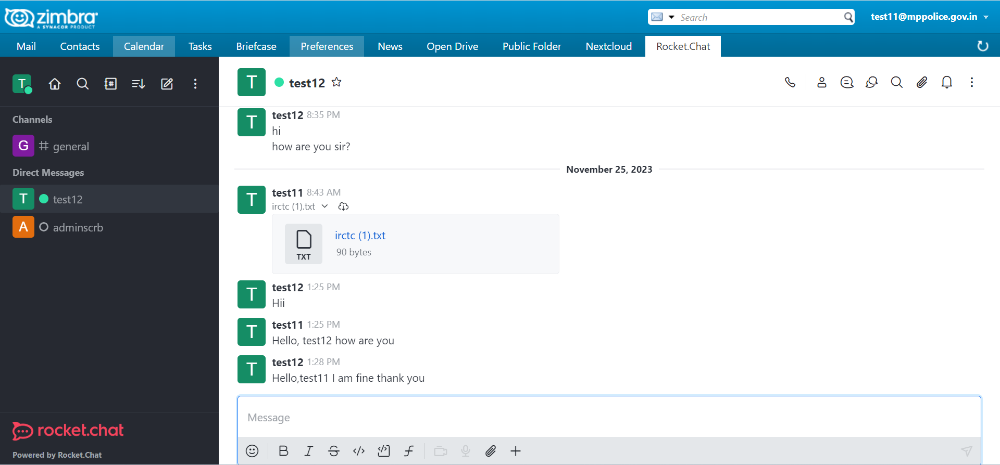 zimbra
A SYNACOR PRODUCT
Search
test11@mppolice.gov.in
Mail Contacts Calendar Tasks Briefcase Preferences News Open Drive Public Folder Nextcloud Rocket.Chat
T
Channels
G general
Direct Messages
T test12
A adminscrb
rocket.chat
Powered by Rocket.Chat
T test12
T test12 8:35 PM
hi
how are you sir?
November 25, 2023
T test11 8:43 AM
irctc (1).txt
TXT
irctc (1).txt
90 bytes
T test12 1:25 PM
Hii
T test11 1:25 PM
Hello, test12 how are you
T test12 1:28 PM
Hello,test11 I am fine thank you
Message